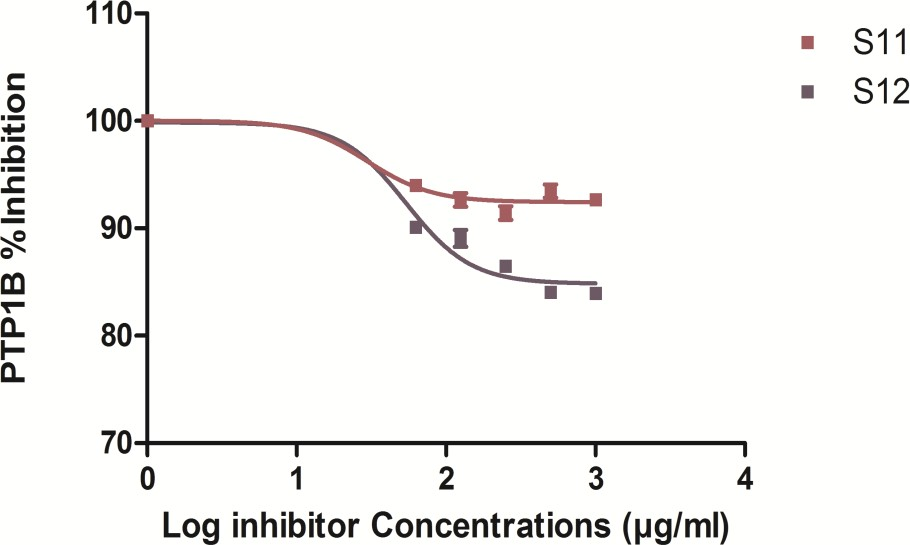 110
100
90
80
70
PTP1B %Inhibition
0 1 2 3 4
Log inhibitor Concentrations (µg/ml)
S11
S12